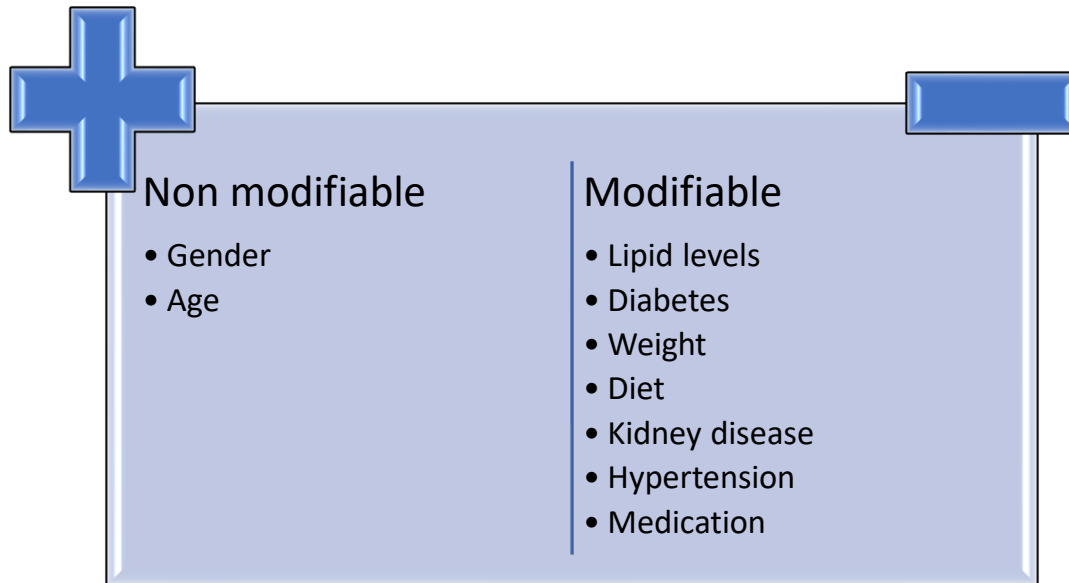 Non modifiable
• Gender
• Age
Modifiable
• Lipid levels
• Diabetes
• Weight
• Diet
• Kidney disease
• Hypertension
• Medication